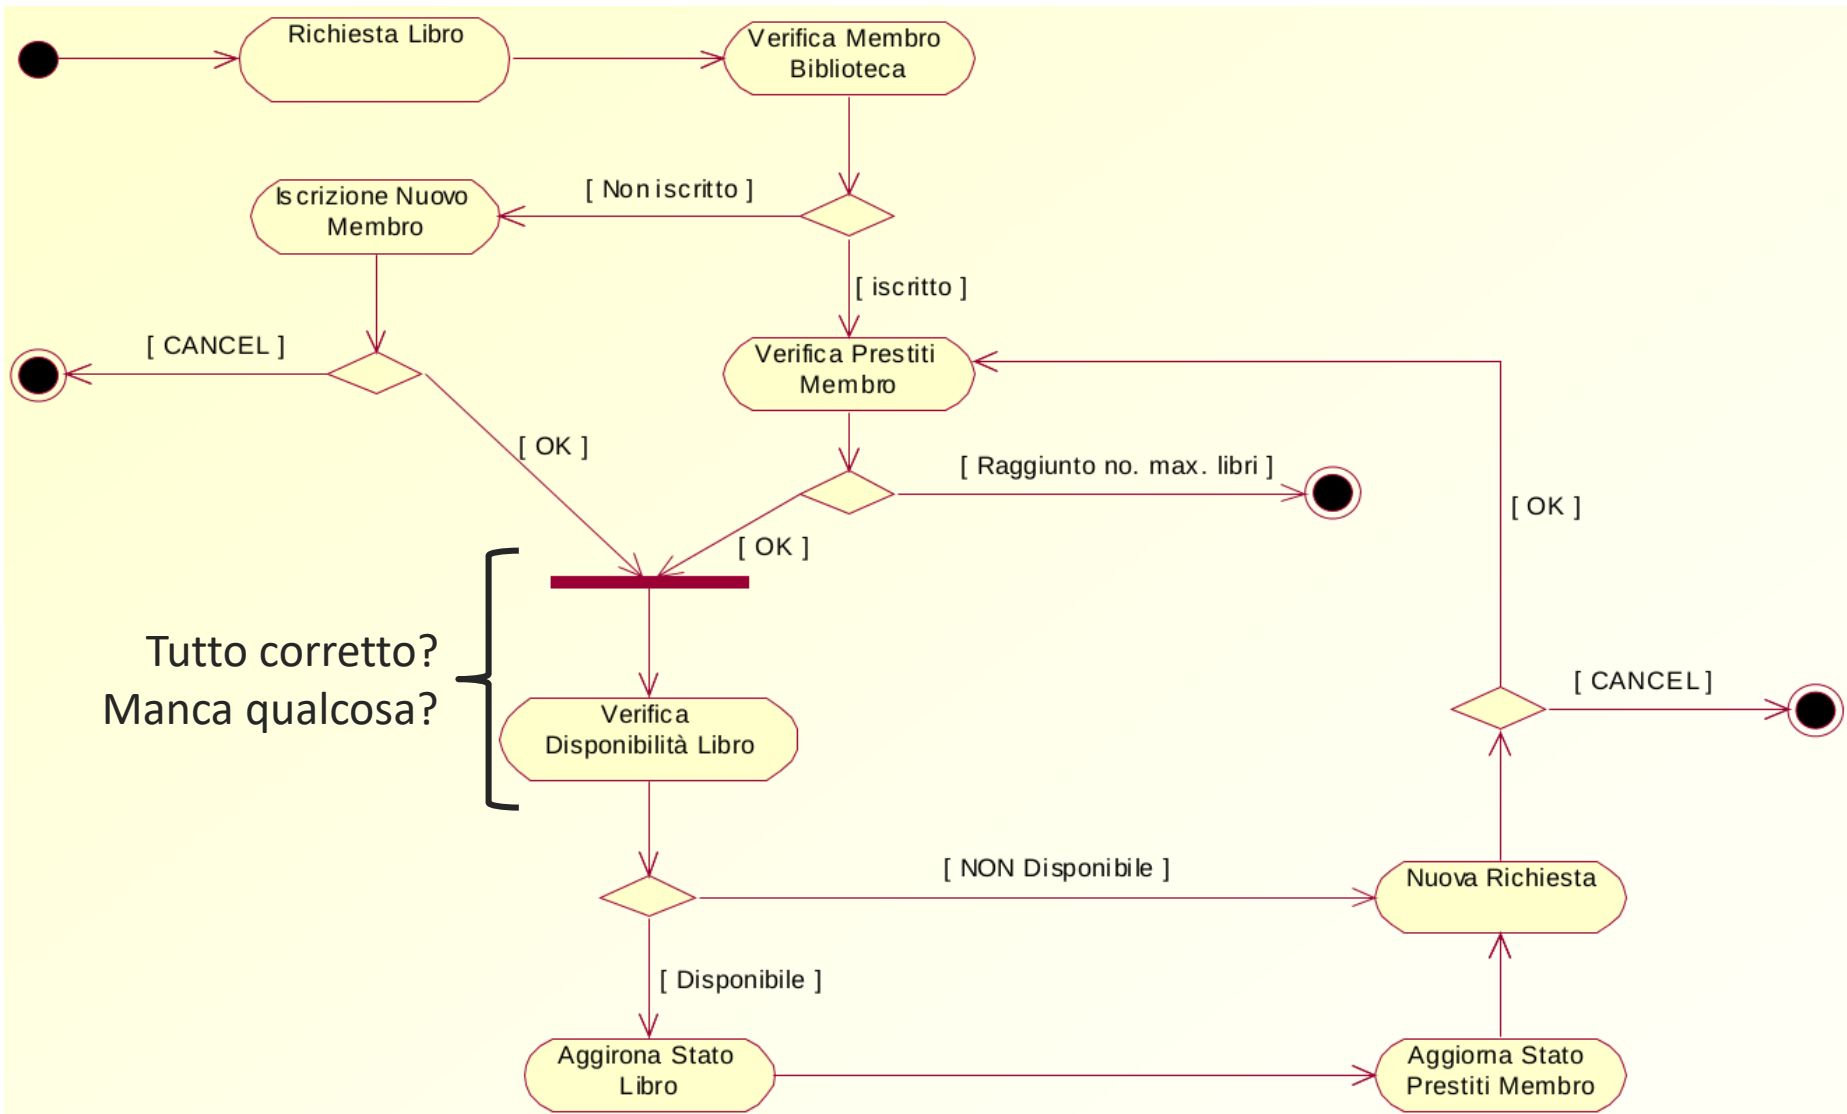 Richiesta Libro
Verifica Membro
Biblioteca
Iscrizione Nuovo
Membro
[ Non iscritto ]
[ iscritto ]
[ CANCEL ]
Verifica Prestiti
Membro
[ OK ]
[ Raggiunto no. max. libri ]
[ OK ]
[ OK ]
Tutto corretto?
Manca qualcosa?
Verifica
Disponibilità Libro
[ CANCEL ]
[ NON Disponibile ]
Nuova Richiesta
[ Disponibile ]
Aggirona Stato
Libro
Aggiorna Stato
Prestiti Membro